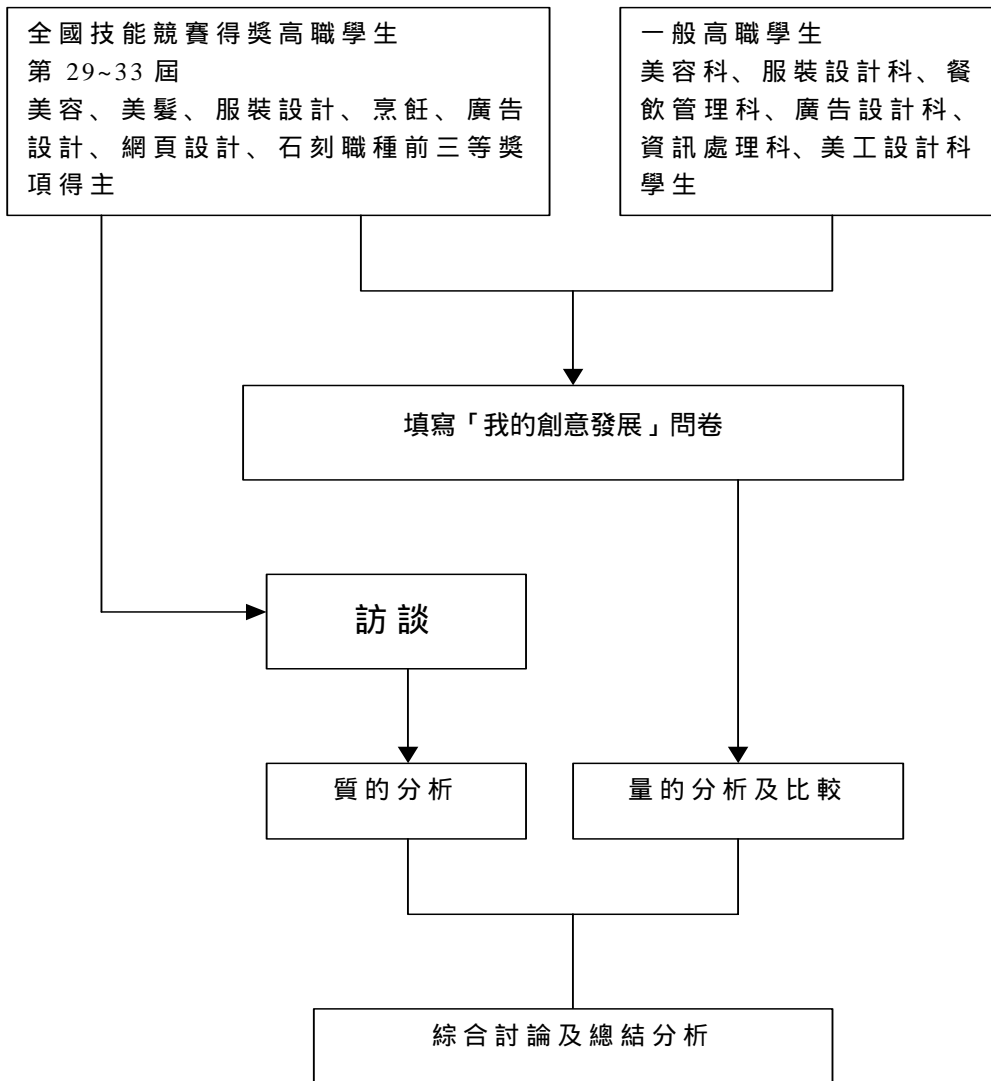 全國技能競賽得獎高職學生
第 29~33 屆
美容、美髮、服裝設計、烹飪、廣告
設計、網頁設計、石刻職種前三等獎
項得主
一般高職學生
美容科、服裝設計科、餐
飲管理科、廣告設計科、
資訊處理科、美工設計科
學生
填寫「我的創意發展」問卷
訪談
質的分析
量的分析及比較
綜合討論及總結分析